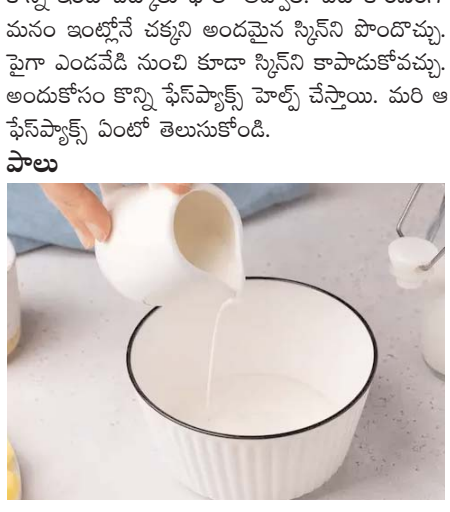 మనం ఇంట్లోనే చక్కని అందమైన స్కిన్‌ని పొందొచ్చు.
పైగా ఎండవేడి నుంచి కూడా స్కిన్‌ని కాపాడుకోవచ్చు.
అందుకోసం కొన్ని ఫేస్‌ప్యాక్స్ హెల్ప్ చేస్తాయి. మరి ఆ
ఫేస్‌ప్యాక్స్ ఏంటో తెలుసుకోండి.
పాలు